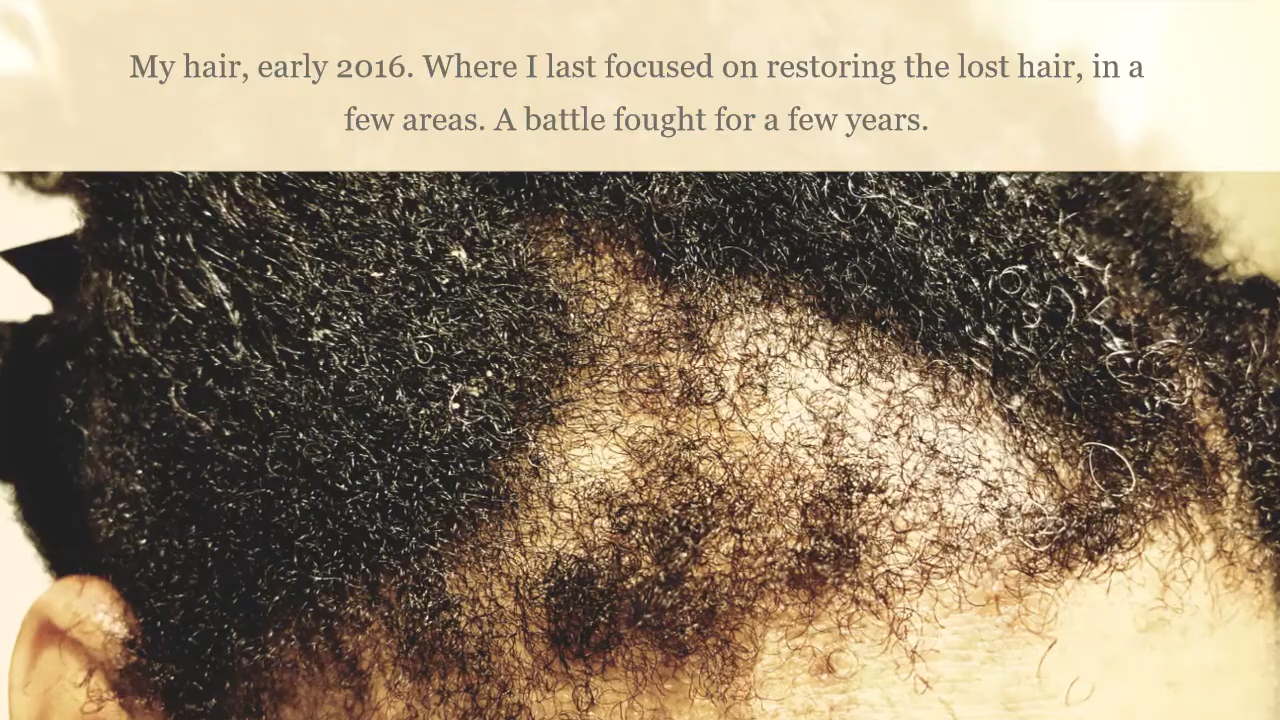 My hair, early 2016. Where I last focused on restoring the lost hair, in a
few areas. A battle fought for a few years.